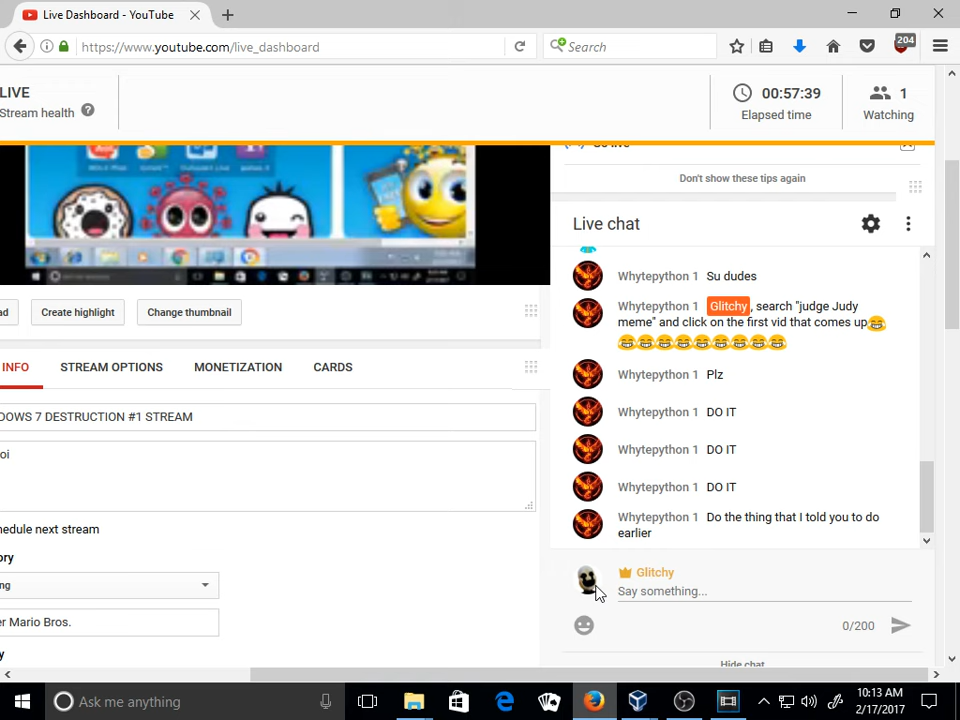 Live Dashboard - YouTube
https://www.youtube.com/live_dashboard
Search
204
LIVE
Stream health
00:57:39
Elapsed time
1
Watching
Don't show these tips again
Live chat
Whytepython 1 Su dudes
Whytepython 1 Glitchy, search "judge Judy
meme" and click on the first vid that comes up
Whytepython 1 Plz
Whytepython 1 DO IT
Whytepython 1 DO IT
Whytepython 1 DO IT
Whytepython 1 Do the thing that I told you to do
earlier
Glitchy
Say something...
0/200
Hide chat
ad
Create highlight
Change thumbnail
INFO
STREAM OPTIONS
MONETIZATION
CARDS
DOWS 7 DESTRUCTION #1 STREAM
oi
hedule next stream
ory
ng
er Mario Bros.
y
Ask me anything
10:13 AM
2/17/2017